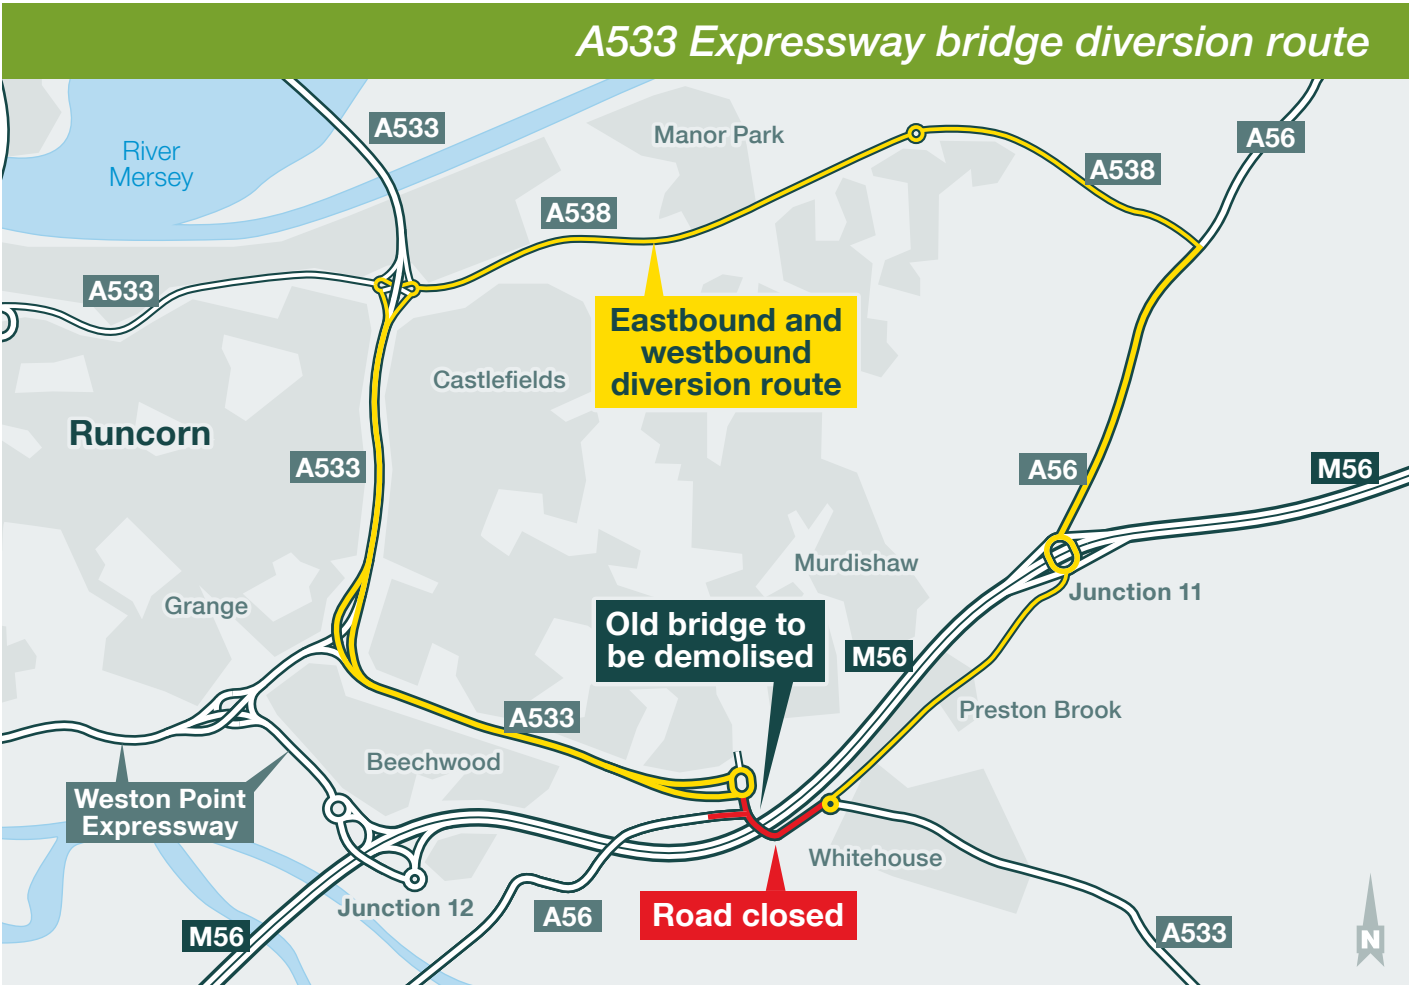 A533 Expressway bridge diversion route
A533
Manor Park
A56
River
Mersey
A538
A538
A533
Eastbound and
westbound
diversion route
Castlefields
Runcorn
A533
A56
M56
Murdishaw
Junction 11
Grange
Old bridge to
be demolised
M56
A533
Preston Brook
Beechwood
Weston Point
Expressway
Whitehouse
Junction 12
A56
Road closed
M56
A533
N